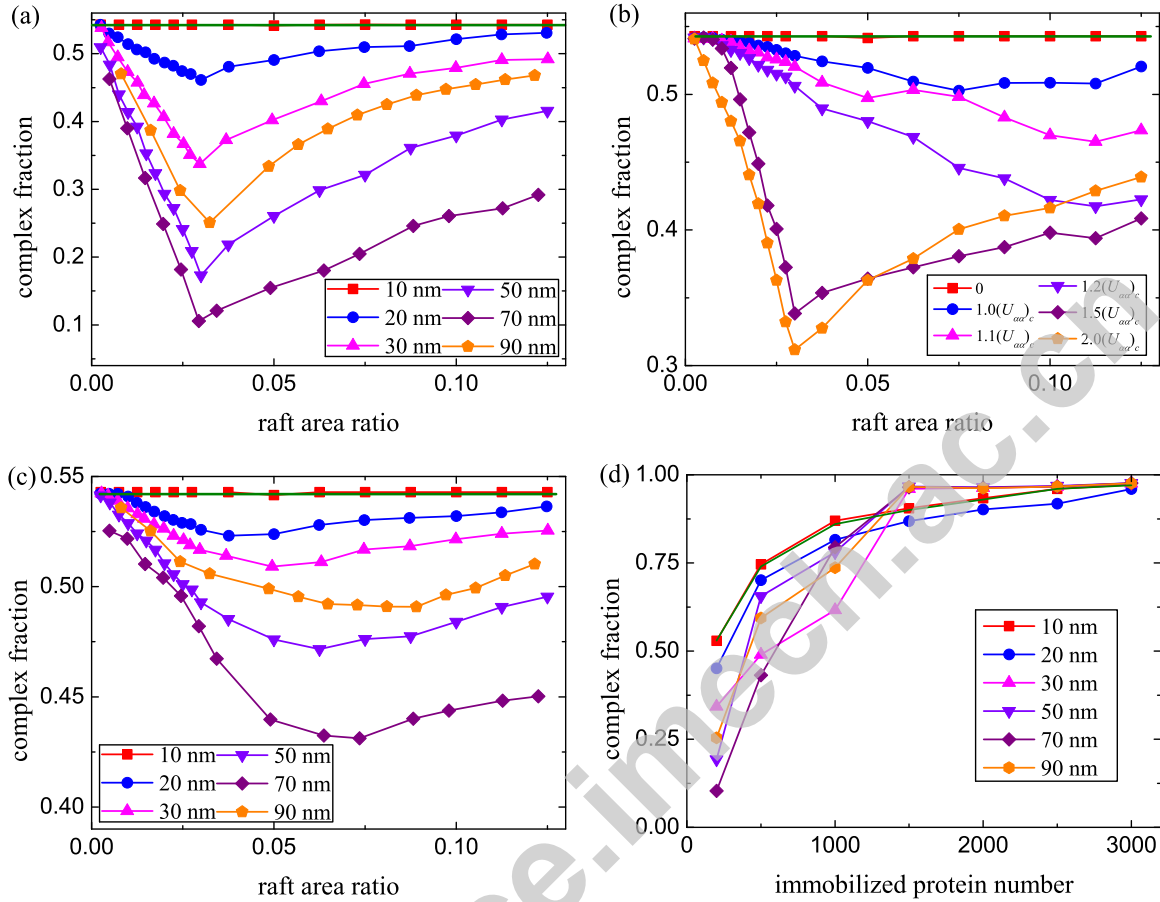 (a)
complex fraction
0.5
0.4
0.3
0.2
0.1
0.00
0.05
0.10
raft area ratio
10 nm
50 nm
20 nm
70 nm
30 nm
90 nm
(b)
complex fraction
0.5
0.4
0.3
0.00
0.05
0.10
raft area ratio
0
1.2(Uαα)c
1.0(Uαα)c
1.5(Uαα)c
1.1(Uαα)c
2.0(Uαα)c
(c)
complex fraction
0.55
0.50
0.45
0.40
0.00
0.05
0.10
raft area ratio
10 nm
50 nm
20 nm
70 nm
30 nm
90 nm
(d)
complex fraction
1.00
0.75
0.50
0.25
0.00
0
1000
2000
3000
immobilized protein number
10 nm
20 nm
30 nm
50 nm
70 nm
90 nm
se.imech.ac.cn